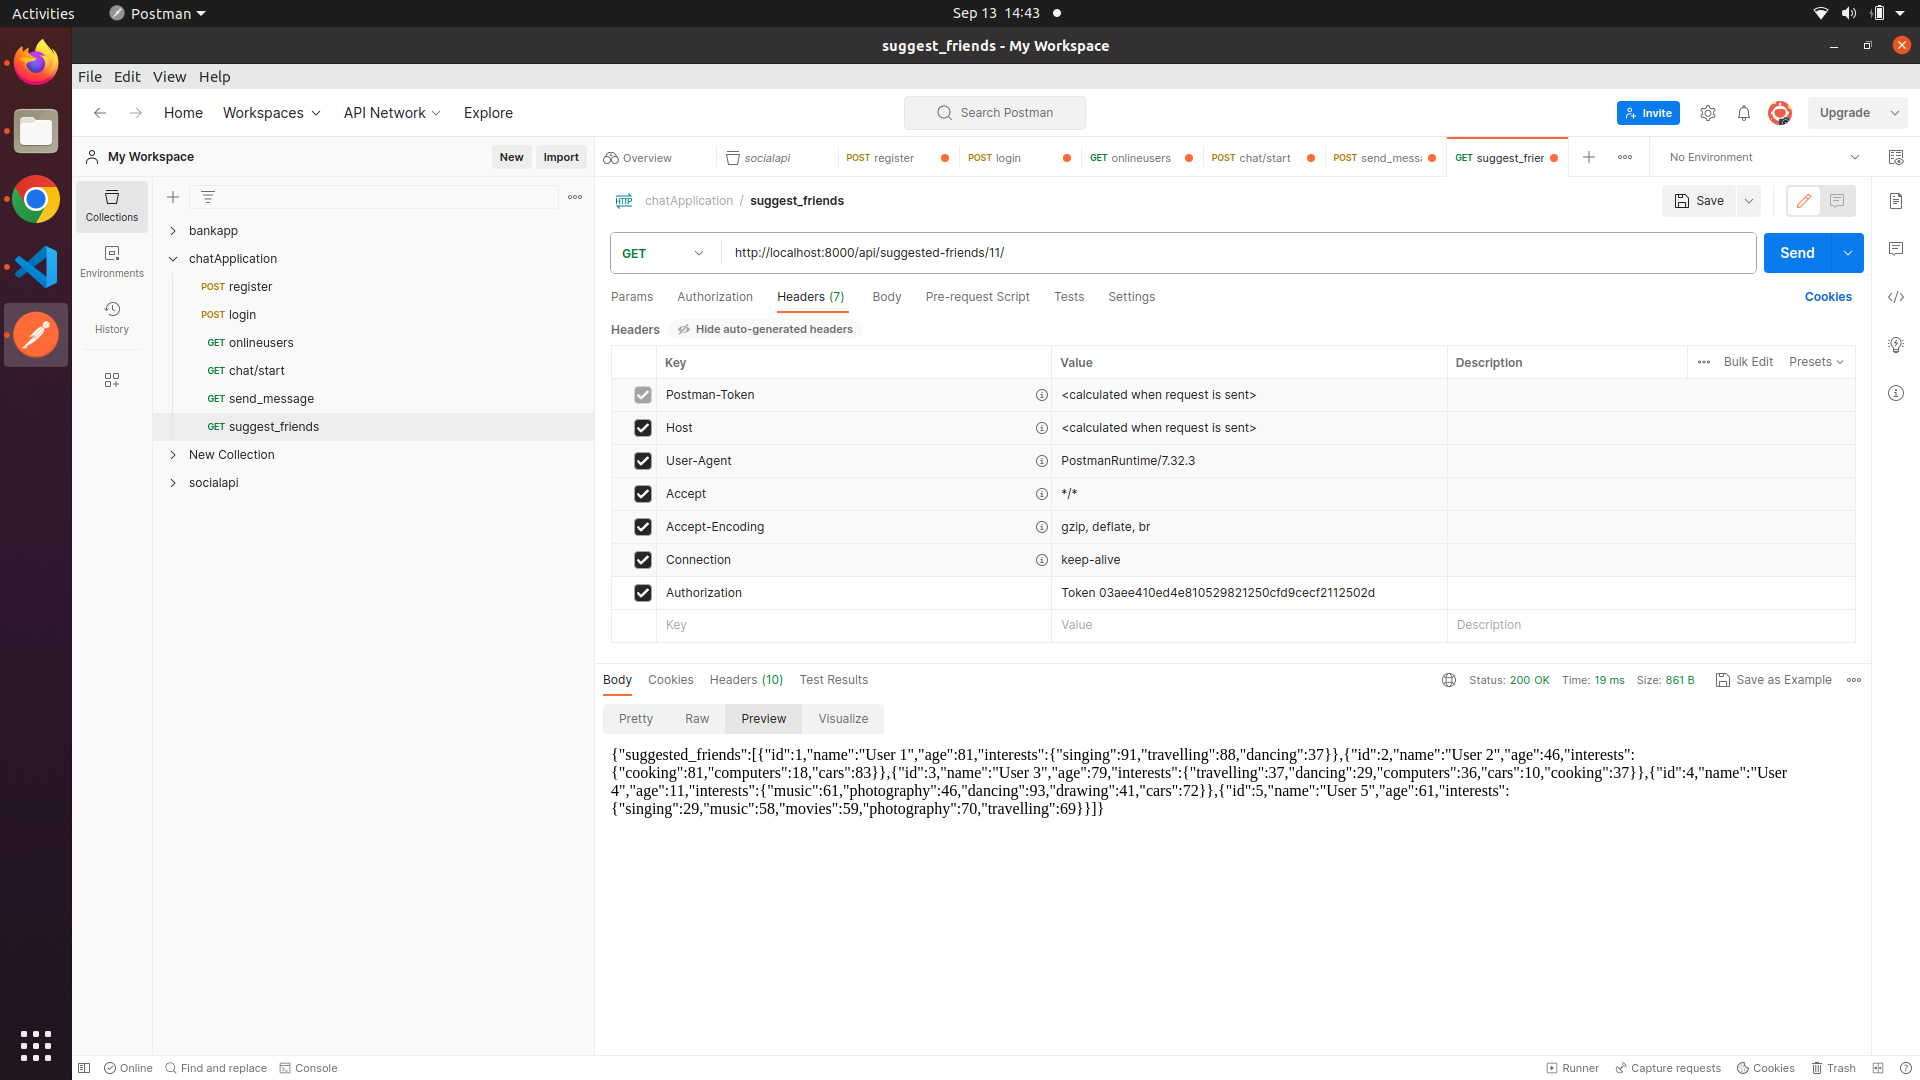 Activities
Postman
Sep 13 14:43
suggest_friends - My Workspace
File Edit View Help
Home Workspaces API Network Explore
Search Postman
Invite
Upgrade
My Workspace
New Import
Overview
socialapi
POST register
POST login
GET onlineusers
POST chat/start
POST send_messa
GET suggest_frier
No Environment
Collections
Environments
History
bankapp
chatApplication
POST register
POST login
GET onlineusers
GET chat/start
GET send_message
GET suggest_friends
New Collection
socialapi
HTTP chatApplication / suggest_friends
Save
GET http://localhost:8000/api/suggested-friends/11/
Send
Params Authorization Headers (7) Body Pre-request Script Tests Settings
Cookies
Headers Hide auto-generated headers
Key Value Description Bulk Edit Presets
Postman-Token <calculated when request is sent>
Host <calculated when request is sent>
User-Agent PostmanRuntime/7.32.3
Accept */*
Accept-Encoding gzip, deflate, br
Connection keep-alive
Authorization Token 03aee410ed4e810529821250cfd9cecf2112502d
Key Value Description
Body Cookies Headers (10) Test Results
Status: 200 OK Time: 19 ms Size: 861 B Save as Example
Pretty Raw Preview Visualize
{"suggested_friends":[{"id":1,"name":"User 1","age":81,"interests":{"singing":91,"travelling":88,"dancing":37}},{"id":2,"name":"User 2","age":46,"interests":
{"cooking":81,"computers":18,"cars":83}},{"id":3,"name":"User 3","age":79,"interests":{"travelling":37,"dancing":29,"computers":36,"cars":10,"cooking":37}},{"id":4,"name":"User
4","age":11,"interests":{"music":61,"photography":46,"dancing":93,"drawing":41,"cars":72}},{"id":5,"name":"User 5","age":61,"interests":
{"singing":29,"music":58,"movies":59,"photography":70,"travelling":69}}]}
Online Find and replace Console
Runner Capture requests Cookies Trash